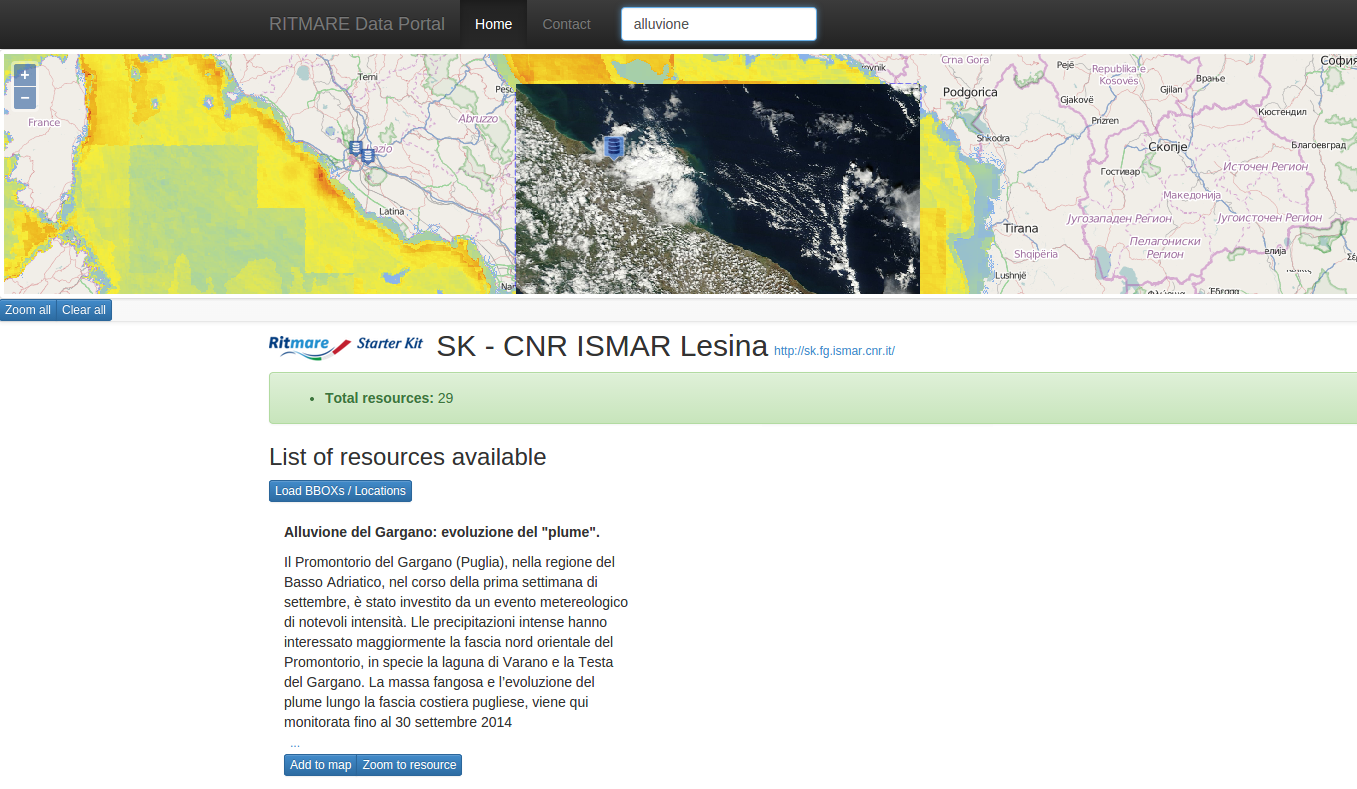 RITMARE Data Portal Home Contact alluvione
+
−
France
Terni
Pesc
Abruzzo
azio
Latina
Nap
rovnik
Crna Gora
Pejë
Republika e
Kosovës
Gjilan
Врање
София
Podgorica
Gjakovë
Prizren
Кюстендил
Shkodra
Скопје
Благоевград
Гостивар
Источен Регион
Македонија
Tirana
Југозападен Регион
Југоисточен Регион
Shqipëria
Пелагониски
Регион
Lushnjë
Zoom all Clear all
Ritmare Starter Kit SK - CNR ISMAR Lesina http://sk.fg.ismar.cnr.it/
• Total resources: 29
List of resources available
Load BBOXs / Locations
Alluvione del Gargano: evoluzione del "plume".
Il Promontorio del Gargano (Puglia), nella regione del
Basso Adriatico, nel corso della prima settimana di
settembre, è stato investito da un evento metereologico
di notevoli intensità. Lle precipitazioni intense hanno
interessato maggiormente la fascia nord orientale del
Promontorio, in specie la laguna di Varano e la Testa
del Gargano. La massa fangosa e l'evoluzione del
plume lungo la fascia costiera pugliese, viene qui
monitorata fino al 30 settembre 2014
...
Add to map Zoom to resource